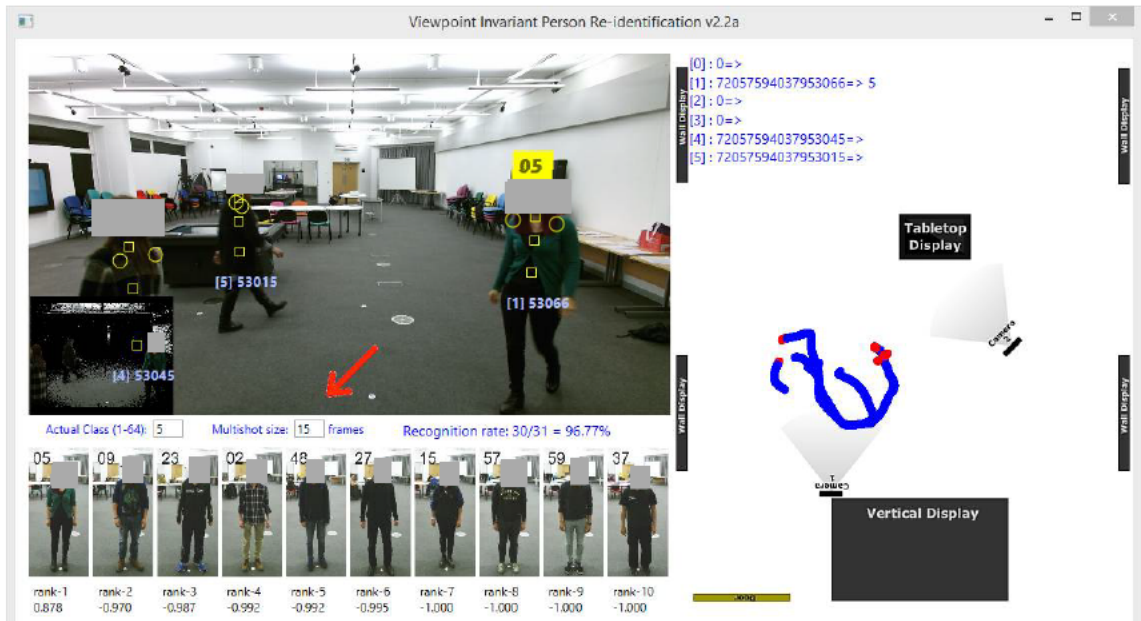 Viewpoint Invariant Person Re-identification v2.2a
05
[5] 53015
[1] 53066
[4] 53045
Actual Class (1-64): 5 Multishot size: 15 frames Recognition rate: 30/31 = 96.77%
05 09 23 02 48 27 15 57 59 37
rank-1 rank-2 rank-3 rank-4 rank-5 rank-6 rank-7 rank-8 rank-9 rank-10
0.878 -0.970 -0.987 -0.992 -0.992 -0.995 -1.000 -1.000 -1.000 -1.000
[0] : 0=>
[1] : 72057594037953066=> 5
[2] : 0=>
[3] : 0=>
[4] : 72057594037953045=>
[5] : 72057594037953015=>
Wall Display
Wall Display
Tabletop
Display
Camera
2
Wall Display
Wall Display
Camera
1
Vertical Display
Door